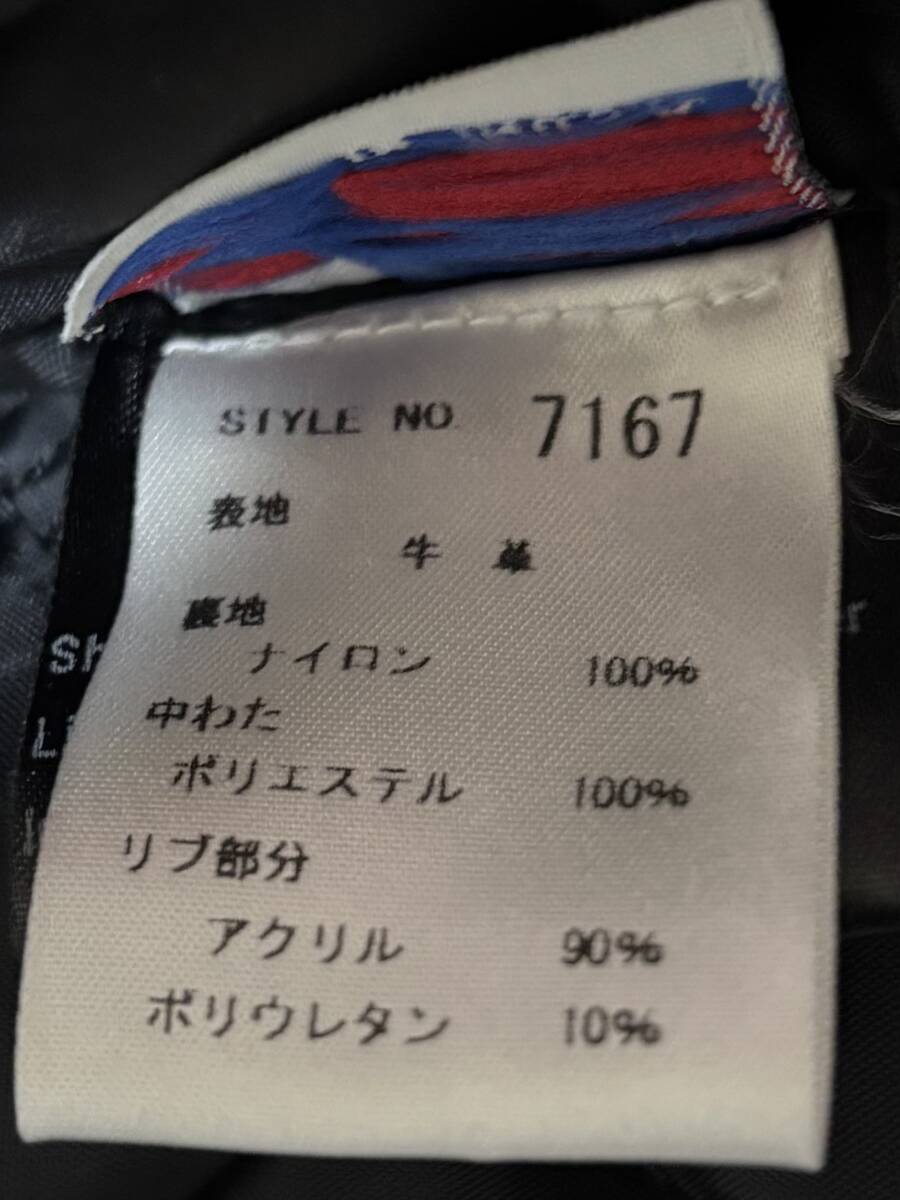 STYLE NO 7167
表地
牛 革
裏地
ナイロン 100%
中わた
ポリエステル 100%
リブ部分
アクリル 90%
ポリウレタン 10%